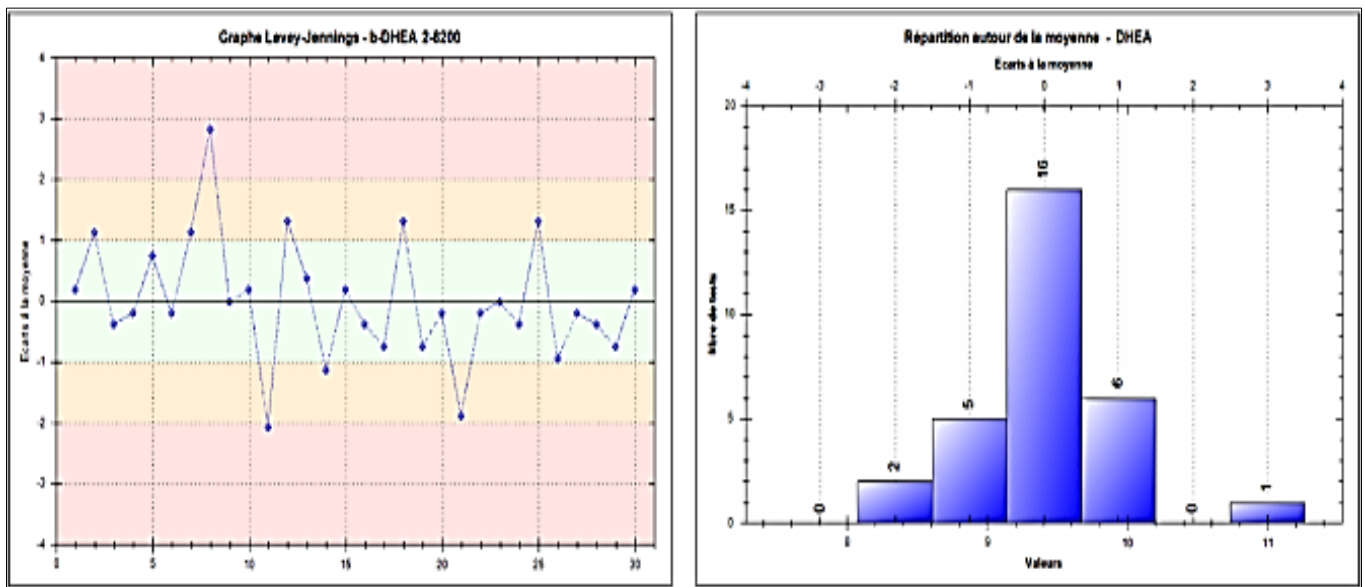 Graphe Levey-Jennings - b-DHEA 2-8200
Ecarts à la moyenne
4
3
2
1
0
-1
-2
-3
-4
0 5 10 15 20 25 30
Répartition autour de la moyenne - DHEA
Ecarts à la moyenne
-4 -3 -2 -1 0 1 2 3 4
Nbre de tests
20
15
10
5
0
0 2 5 16 6 0 1
8 9 10 11
Valeurs